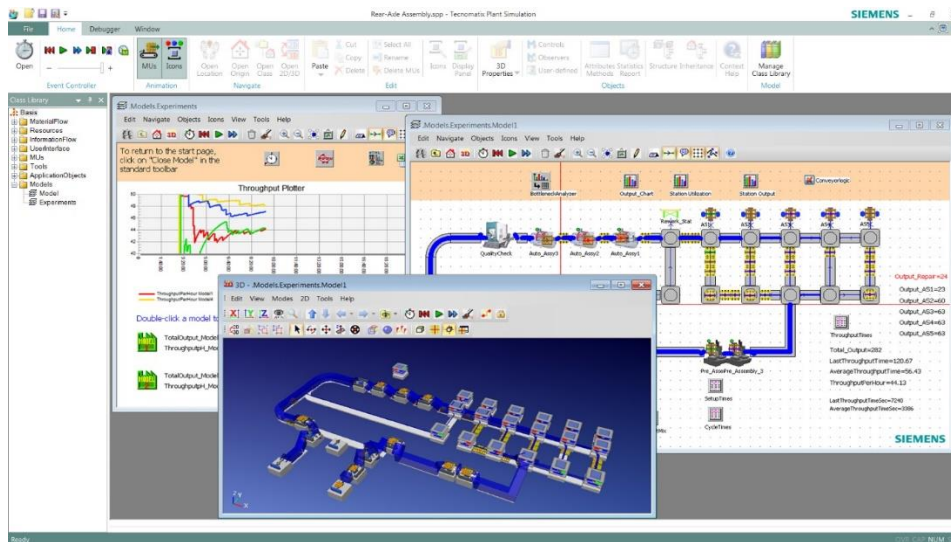 Rear-Axle Assembly.spp - Tecnomatix Plant Simulation
SIEMENS
File
Home
Debugger
Window
Open
MUs
Icons
Open Location
Open Origin
Open Class
Open 2D/3D
Paste
Cut
Copy
Delete
Select All
Rename
Delete MUs
Icons
Display Panel
3D Properties
Controls
Observers
User-defined
Attributes
Methods
Statistics Report
Structure
Inheritance
Context Help
Manage Class Library
Event Controller
Animation
Navigate
Edit
Objects
Model
Class Library
Basis
MaterialFlow
Resources
InformationFlow
UserInterface
MUs
Tools
ApplicationObjects
Models
Model
Experiments
.Models.Experiments
Edit Navigate Objects Icons View Tools Help
To return to the start page,
click on "Close Model" in the
standard toolbar
Throughput Plotter
Double-click a model to
TotalOutput_Model
ThroughputpH_Mo
TotalOutput_Model
ThroughputpH_Mo
.Models.Experiments.Model1
Edit Navigate Objects Icons View Tools Help
BottleneckAnalyzer
Output_Chart
Station Utilization
Station Output
Conveyorlogic
QualityCheck
Auto_Assy3
Auto_Assy2
Auto_Assy1
Output_Repair=24
Output_AS1=23
Output_AS2=60
Output_AS3=63
Output_AS4=63
Output_AS5=63
ThroughputTimes
Total_Output=282
LastThroughputTime=120.67
AverageThroughputTime=56.43
ThroughputPerHour=44.13
LastThroughputTimeSec=7240
AverageThroughputTimeSec=3386
SetupTimes
CycleTimes
SIEMENS
3D - .Models.Experiments.Model1
Edit View Modes 2D Tools Help
Ready
OVR CAP NUM